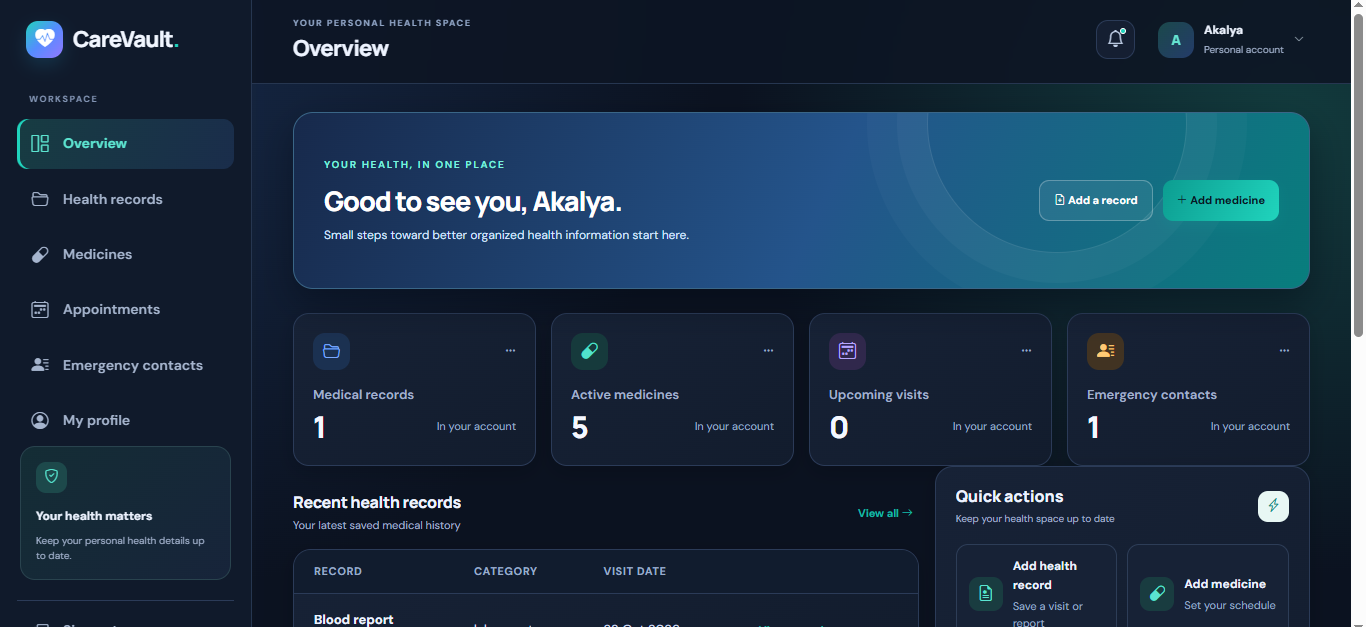 CareVault.
WORKSPACE
Overview
Health records
Medicines
Appointments
Emergency contacts
My profile
Your health matters
Keep your personal health details up
to date.
YOUR PERSONAL HEALTH SPACE
Overview
A
Akalya
Personal account
YOUR HEALTH, IN ONE PLACE
Good to see you, Akalya.
Small steps toward better organized health information start here.
Add a record
+ Add medicine
Medical records
1
In your account
Active medicines
5
In your account
Upcoming visits
0
In your account
Emergency contacts
1
In your account
Recent health records
Your latest saved medical history
View all →
RECORD
CATEGORY
VISIT DATE
Blood report
Quick actions
Keep your health space up to date
Add health
record
Save a visit or
report
Add medicine
Set your schedule